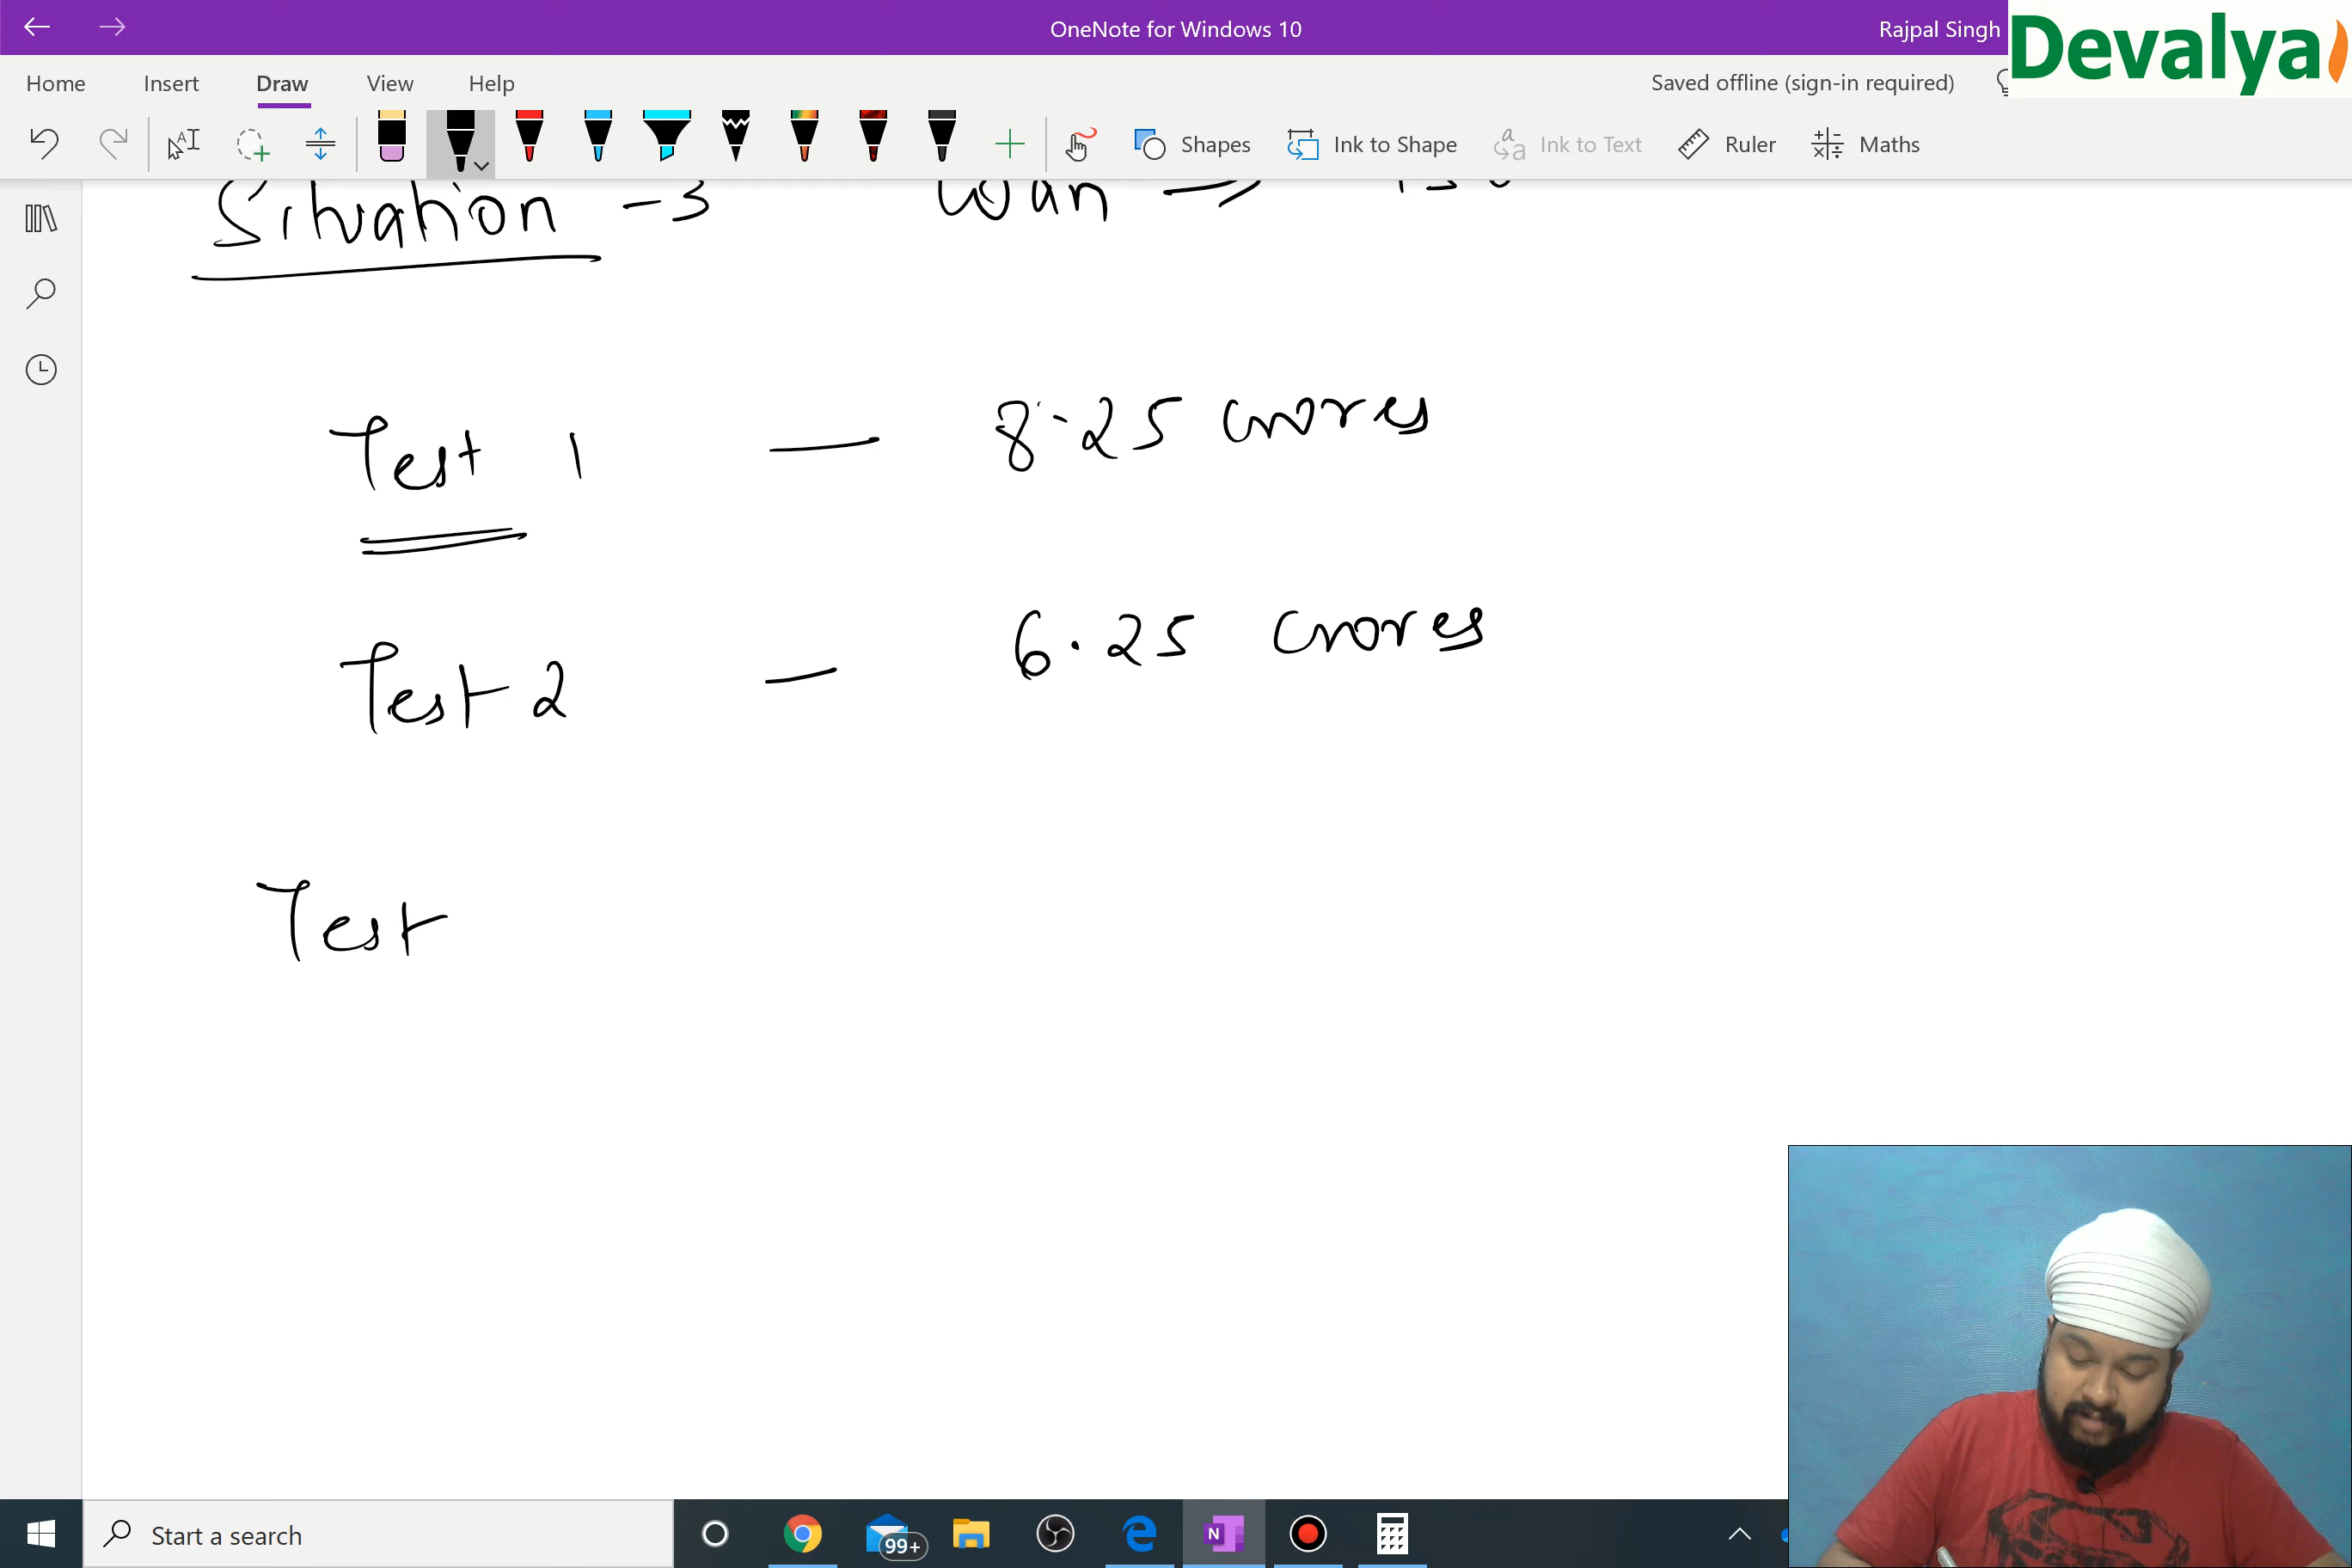 OneNote for Windows 10
Rajpal Singh
Devalya
Home Insert Draw View Help
Saved offline (sign-in required)
Shapes Ink to Shape Ink to Text Ruler Maths
Situation -3 Loan
Test 1 — 8.25 crores
Test 2 — 6.25 crores
Test
Start a search
99+